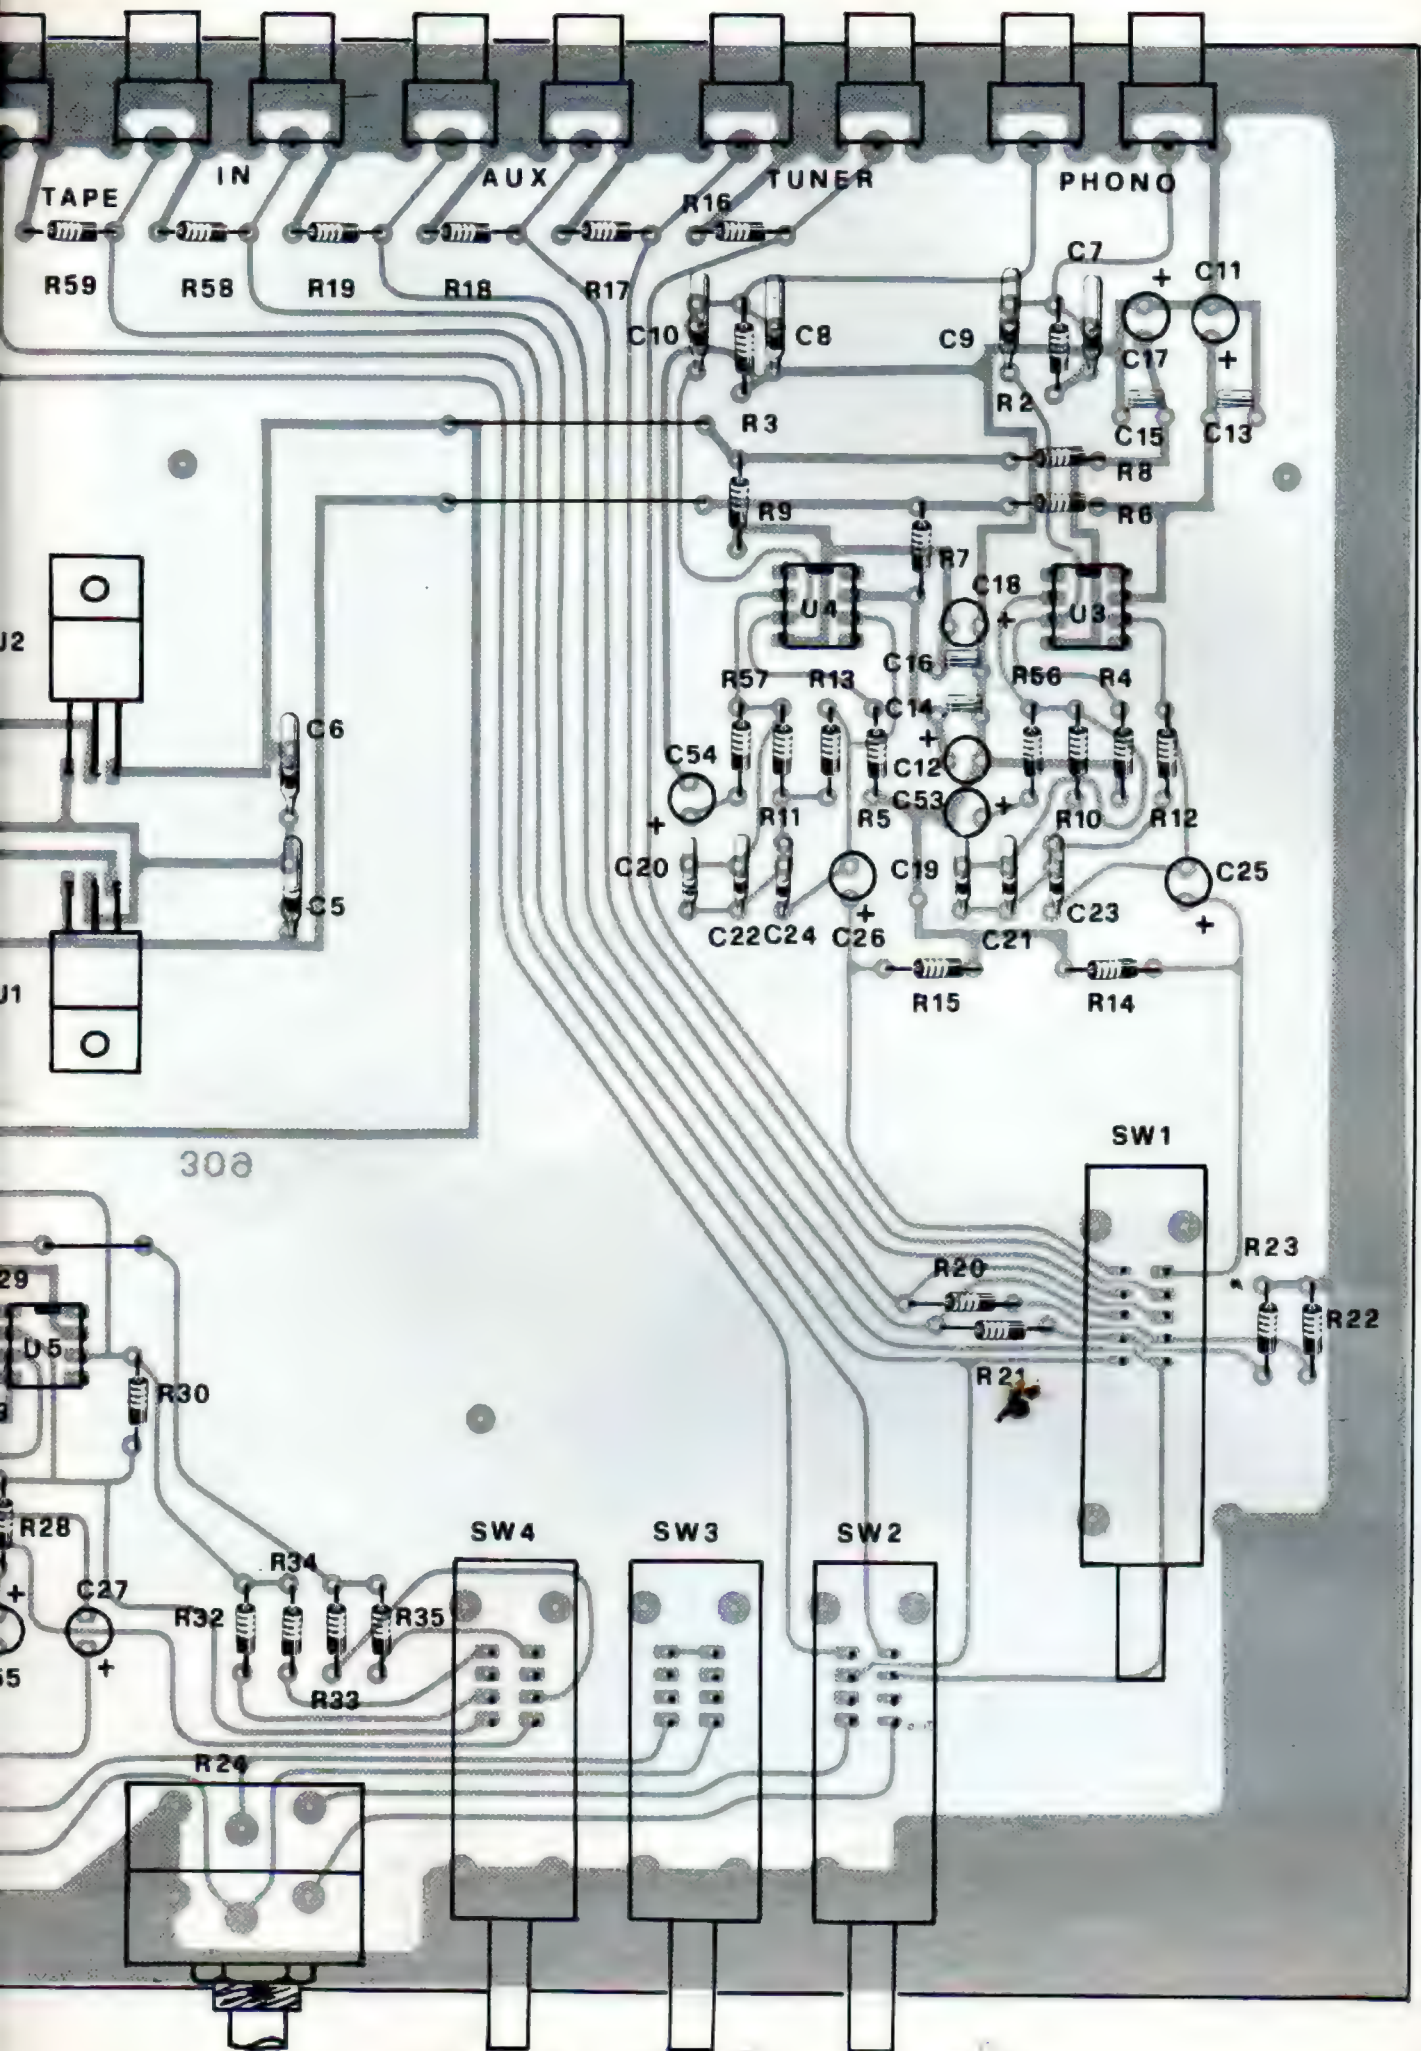 IN
AUX
TUNER
PHONO
TAPE
R16
R59
R58
R19
R18
R17
C7
C11
+
C10
C8
C9
C17
+
R3
R2
C15
C13
R8
R9
R6
R7
C18
+
U4
U3
C16
R57
R13
R56
R4
C14
+
C6
C54
C12
C53
+
+
R11
R5
R10
R12
C20
C19
C25
C5
+
C23
+
C22
C24
C26
C21
R15
R14
SW1
306
R23
R20
*
R22
U5
R21
R30
R28
SW4
SW3
SW2
R34
+
C27
R32
R35
+
R33
R24